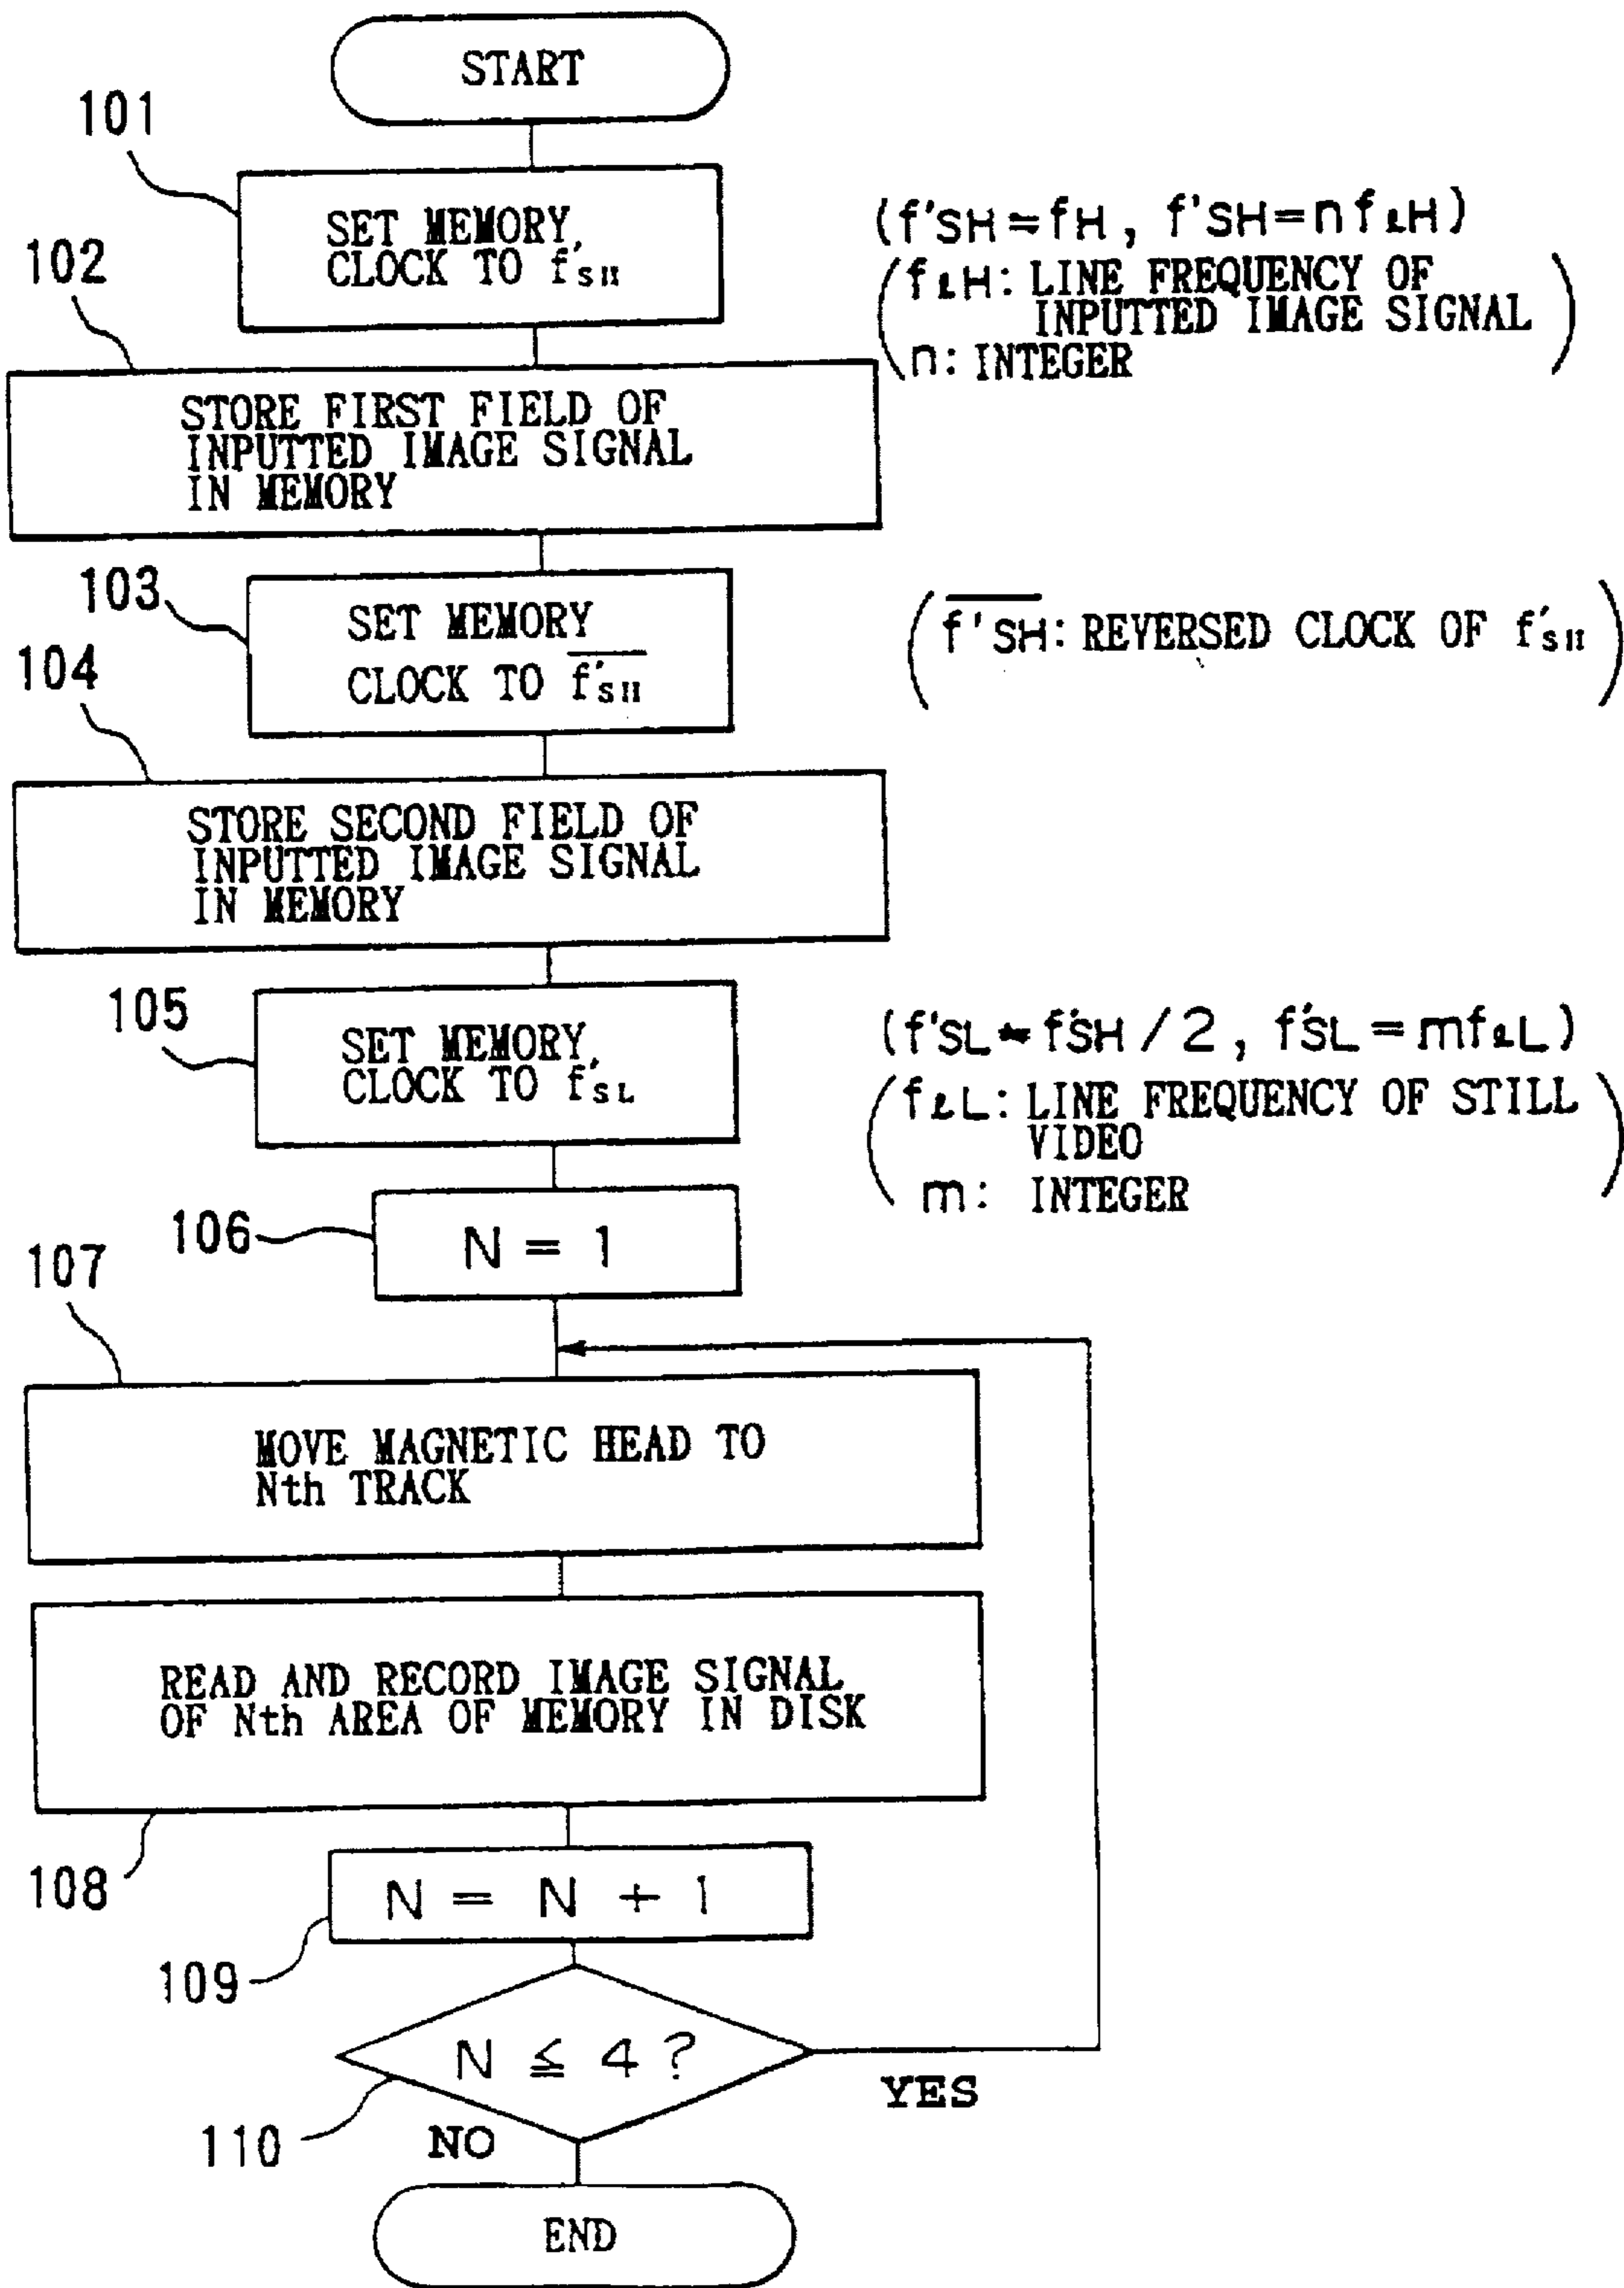 START
101
SET MEMORY
CLOCK TO f'SH
(f'SH≒fH, f'SH=nfℓH)
(fℓH: LINE FREQUENCY OF
INPUTTED IMAGE SIGNAL
n: INTEGER)
102
STORE FIRST FIELD OF
INPUTTED IMAGE SIGNAL
IN MEMORY
103
SET MEMORY
CLOCK TO f̅'̅S̅H̅
(f̅'̅S̅H̅: REVERSED CLOCK OF f'SH)
104
STORE SECOND FIELD OF
INPUTTED IMAGE SIGNAL
IN MEMORY
105
SET MEMORY
CLOCK TO f'SL
(f'SL≒f'SH/2, f'SL=mfℓL)
(fℓL: LINE FREQUENCY OF STILL
VIDEO
m: INTEGER)
106
N = 1
107
MOVE MAGNETIC HEAD TO
Nth TRACK
READ AND RECORD IMAGE SIGNAL
OF Nth AREA OF MEMORY IN DISK
108
N = N + 1
109
N ≦ 4 ?
YES
110
NO
END